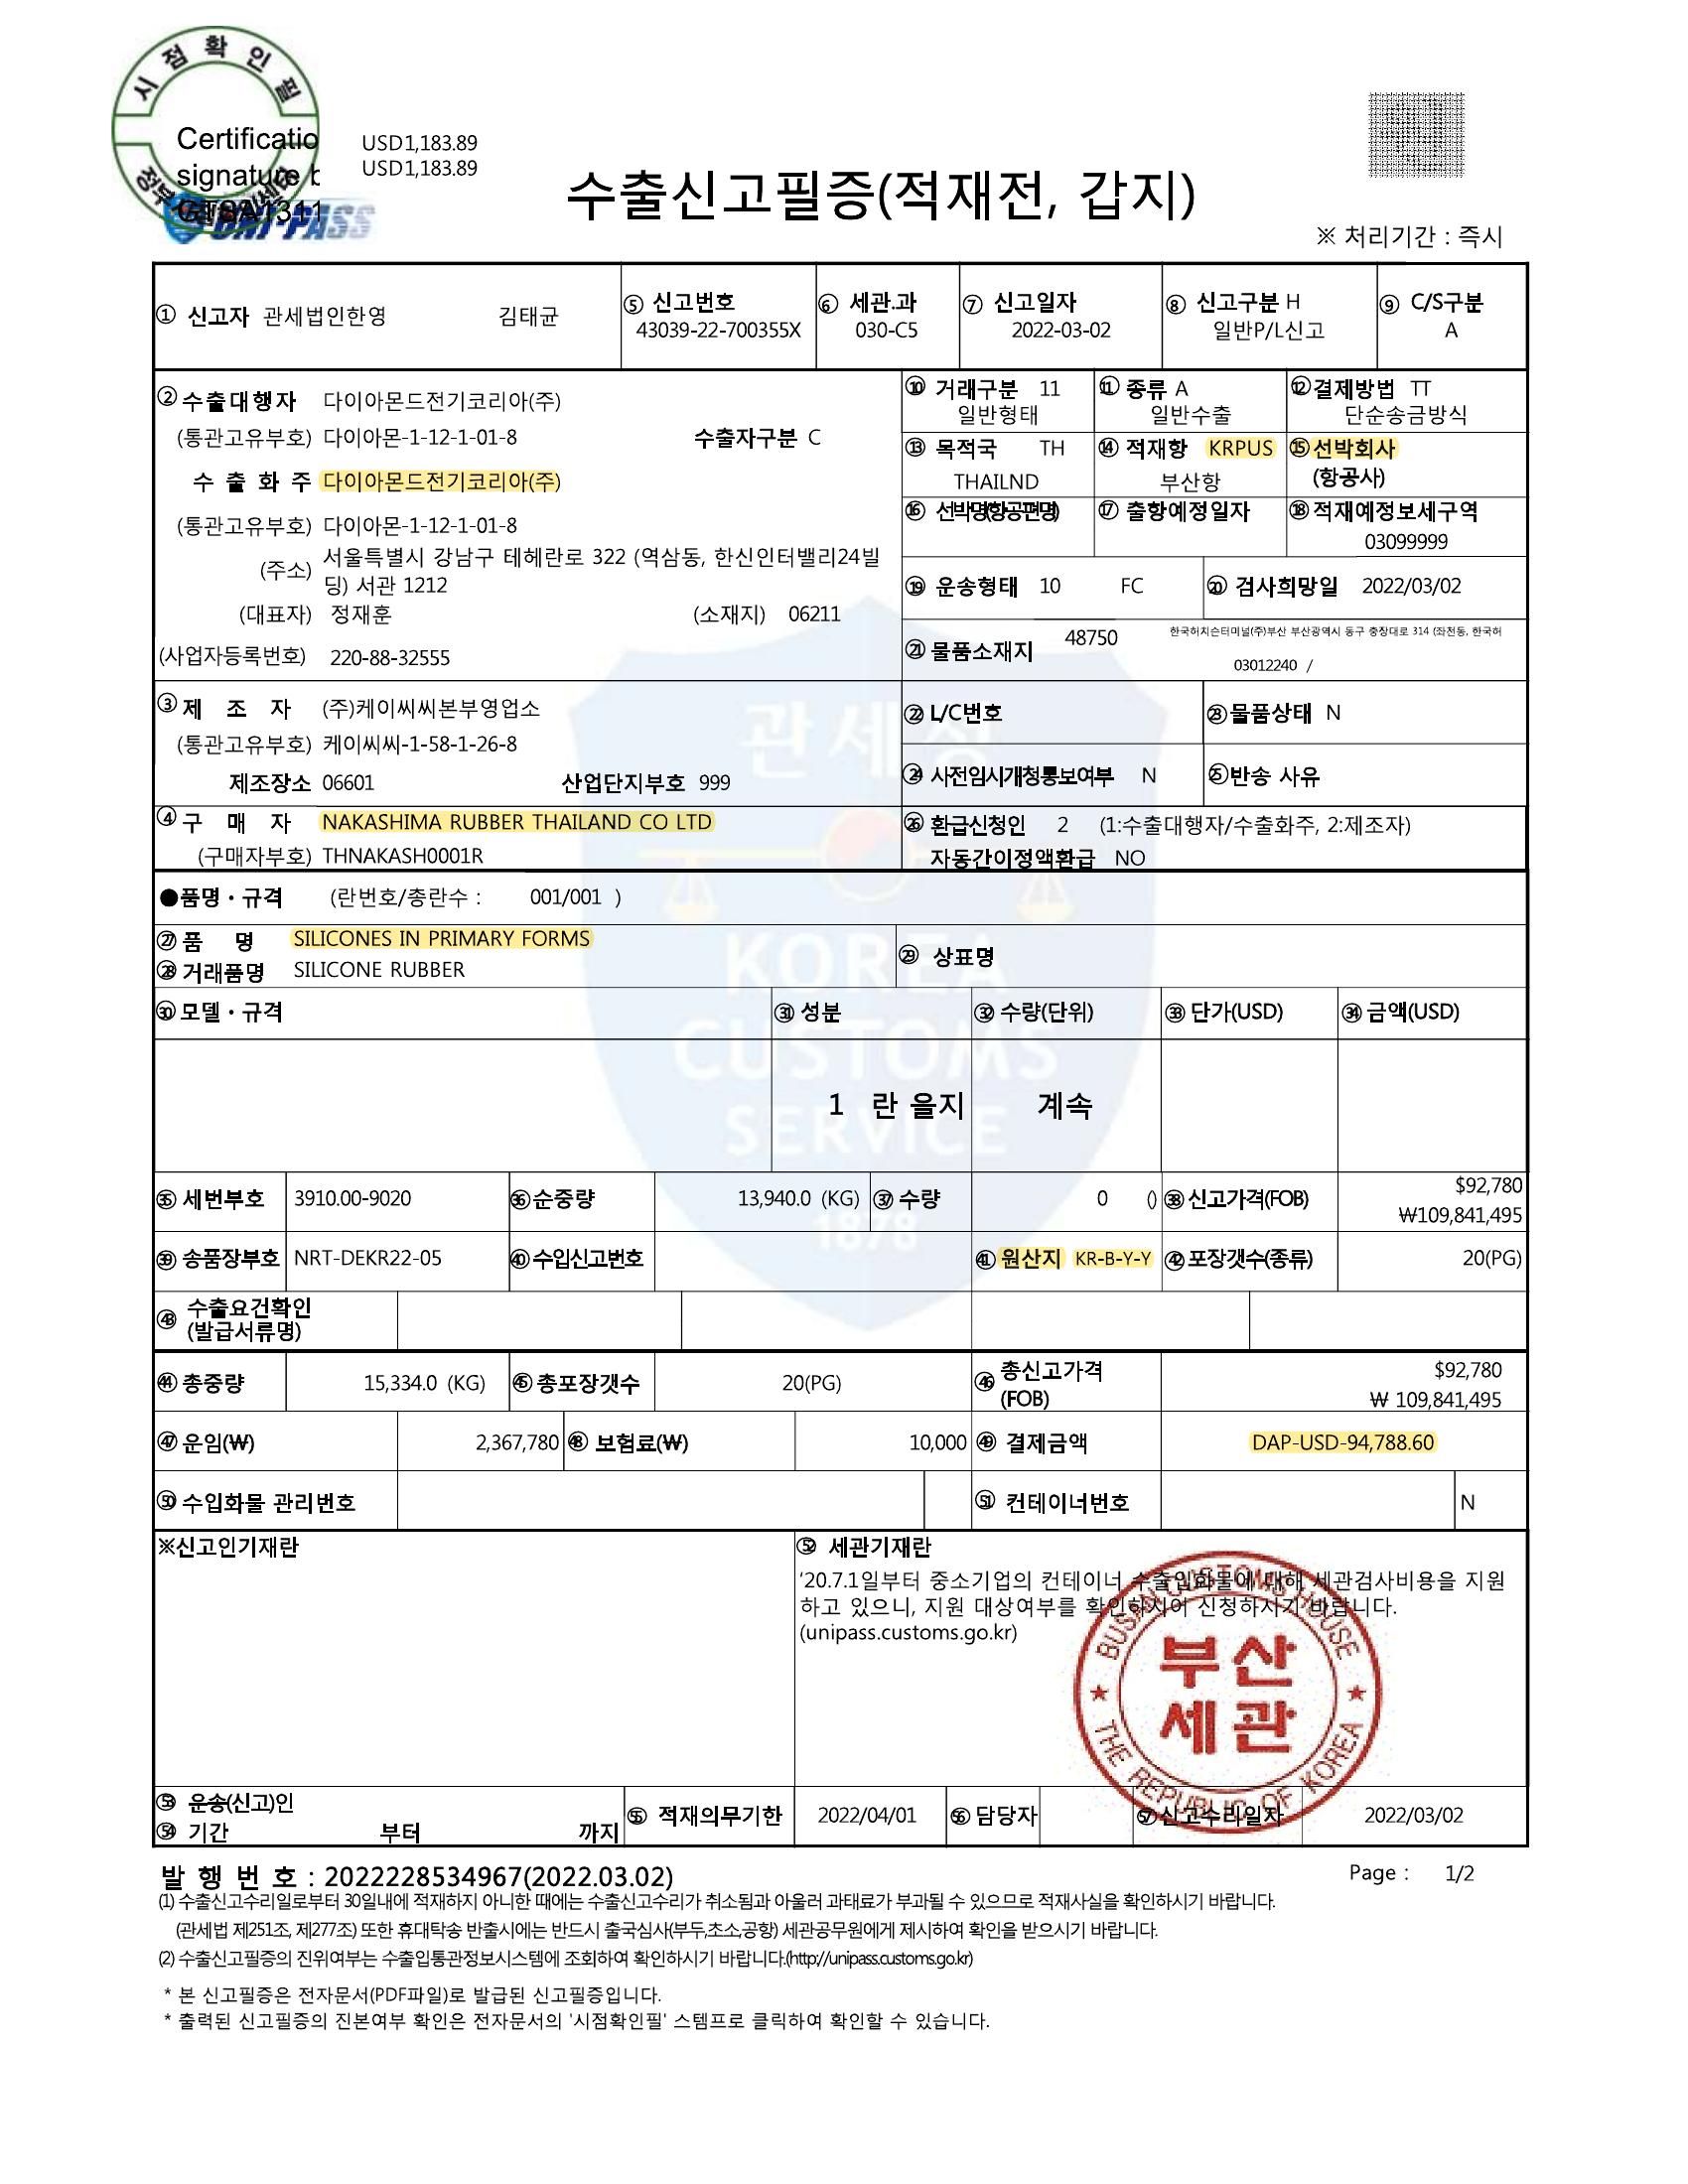 시점확인필
Certificatio
signature b
GTSA1311
UNI-PASS
USD1,183.89
USD1,183.89
수출신고필증(적재전, 갑지)
※ 처리기간 : 즉시
① 신고자 관세법인한영 김태균
⑤ 신고번호
43039-22-700355X
⑥ 세관.과
030-C5
⑦ 신고일자
2022-03-02
⑧ 신고구분 H
일반P/L신고
⑨ C/S구분
A
② 수출대행자 다이아몬드전기코리아(주)
(통관고유부호) 다이아몬-1-12-1-01-8 수출자구분 C
수 출 화 주 다이아몬드전기코리아(주)
(통관고유부호) 다이아몬-1-12-1-01-8
(주소) 서울특별시 강남구 테헤란로 322 (역삼동, 한신인터밸리24빌
딩) 서관 1212
(대표자) 정재훈 (소재지) 06211
(사업자등록번호) 220-88-32555
⑩ 거래구분 11
일반형태
⑪ 종류 A
일반수출
⑫결제방법 TT
단순송금방식
⑬ 목적국 TH
THAILND
⑭ 적재항 KRPUS
부산항
⑮선박회사
(항공사)
⑯ 선박명(항공편명)
⑰ 출항예정일자
⑱적재예정보세구역
03099999
⑲ 운송형태 10 FC
⑳ 검사희망일 2022/03/02
㉑ 물품소재지 48750 한국허치슨터미널(주)부산 부산광역시 동구 충장대로 314 (좌천동, 한국허
03012240 /
③ 제 조 자 (주)케이씨씨본부영업소
(통관고유부호) 케이씨씨-1-58-1-26-8
제조장소 06601 산업단지부호 999
㉒ L/C번호
㉓물품상태 N
㉔ 사전임시개청통보여부 N
㉕반송 사유
④ 구 매 자 NAKASHIMA RUBBER THAILAND CO LTD
(구매자부호) THNAKASH0001R
㉖ 환급신청인 2 (1:수출대행자/수출화주, 2:제조자)
자동간이정액환급 NO
●품명ㆍ규격 (란번호/총란수 : 001/001 )
㉗ 품 명 SILICONES IN PRIMARY FORMS
㉘ 거래품명 SILICONE RUBBER
㉙ 상표명
㉚ 모델ㆍ규격 ㉛ 성분 ㉜ 수량(단위) ㉝ 단가(USD) ㉞ 금액(USD)
1 란 을지 계속
㉟ 세번부호 3910.00-9020 ㊱순중량 13,940.0 (KG) ㊲ 수량 0 () ㊳신고가격(FOB) $92,780
₩109,841,495
㊴ 송품장부호 NRT-DEKR22-05 ㊵수입신고번호 ㊶ 원산지 KR-B-Y-Y ㊷포장갯수(종류) 20(PG)
㊸ 수출요건확인
(발급서류명)
㊹ 총중량 15,334.0 (KG) ㊺ 총포장갯수 20(PG) ㊻ 총신고가격
(FOB)
$92,780
₩ 109,841,495
㊼ 운임(₩) 2,367,780 ㊽ 보험료(₩) 10,000 ㊾ 결제금액 DAP-USD-94,788.60
㊿ 수입화물 관리번호 51 컨테이너번호 N
※신고인기재란
52 세관기재란
'20.7.1일부터 중소기업의 컨테이너 수출입화물에 대해 세관검사비용을 지원
하고 있으니, 지원 대상여부를 확인하시어 신청하시기 바랍니다.
(unipass.customs.go.kr)
BUSAN CUSTOMS HOUSE
부산
세관
THE REPUBLIC OF KOREA
53 운송(신고)인
54 기간 부터 까지
55 적재의무기한 2022/04/01 56 담당자 57 신고수리일자 2022/03/02
관세청
KOREA
CUSTOMS
SERVICE
1878
발 행 번 호 : 2022228534967(2022.03.02)
Page : 1/2
(1) 수출신고수리일로부터 30일내에 적재하지 아니한 때에는 수출신고수리가 취소됨과 아울러 과태료가 부과될 수 있으므로 적재사실을 확인하시기 바랍니다.
(관세법 제251조, 제277조) 또한 휴대탁송 반출시에는 반드시 출국심사(부두,초소,공항) 세관공무원에게 제시하여 확인을 받으시기 바랍니다.
(2) 수출신고필증의 진위여부는 수출입통관정보시스템에 조회하여 확인하시기 바랍니다.(http://unipass.customs.go.kr)
* 본 신고필증은 전자문서(PDF파일)로 발급된 신고필증입니다.
* 출력된 신고필증의 진본여부 확인은 전자문서의 '시점확인필' 스템프로 클릭하여 확인할 수 있습니다.